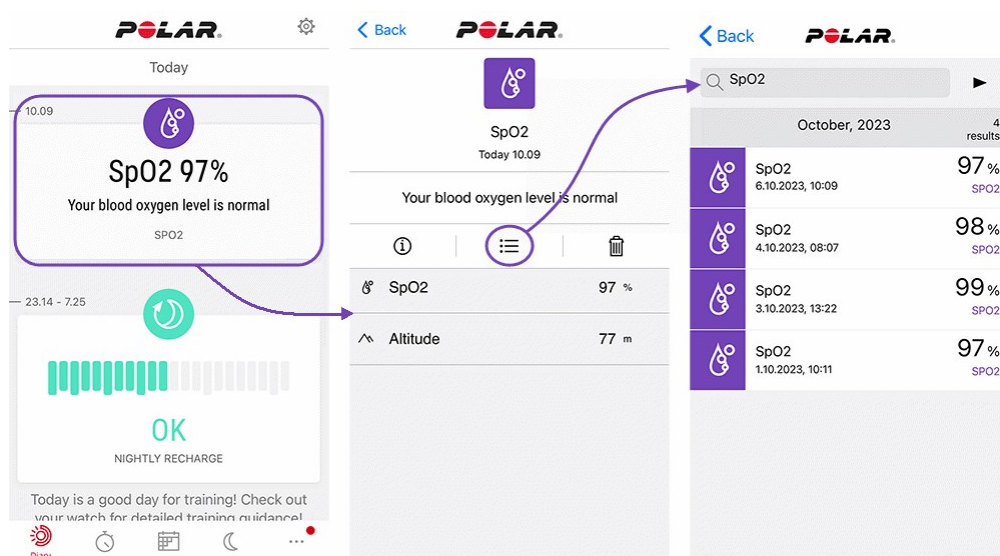 POLAR.
Today
10.09
SpO2 97%
Your blood oxygen level is normal
SPO2
23.14 - 7.25
OK
NIGHTLY RECHARGE
Today is a good day for training! Check out
your watch for detailed training guidance!
Diary
Back
POLAR.
SpO2
Today 10.09
Your blood oxygen level is normal
SpO2 97 %
Altitude 77 m
Back
POLAR.
SpO2
October, 2023 4 results
SpO2 97%
6.10.2023, 10:09 SPO2
SpO2 98%
4.10.2023, 08:07 SPO2
SpO2 99%
3.10.2023, 13:22 SPO2
SpO2 97%
1.10.2023, 10:11 SPO2